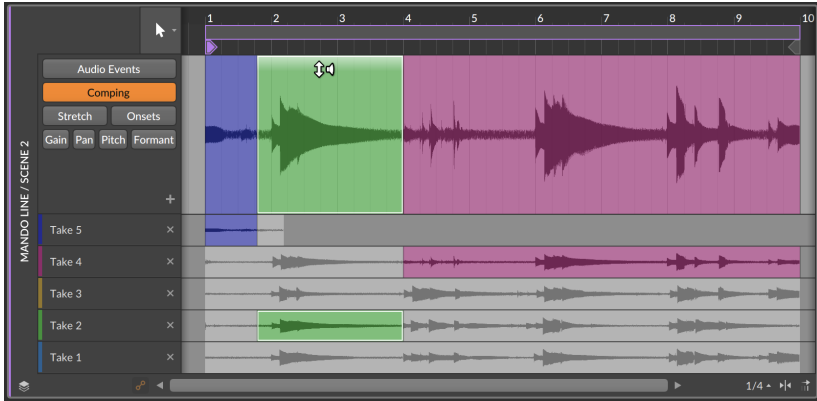 1 2 3 4 5 6 7 8 9 10
Audio Events
Comping
Stretch Onsets
Gain Pan Pitch Formant
+
MANDO LINE / SCENE 2
Take 5 ×
Take 4 ×
Take 3 ×
Take 2 ×
Take 1 ×
1/4